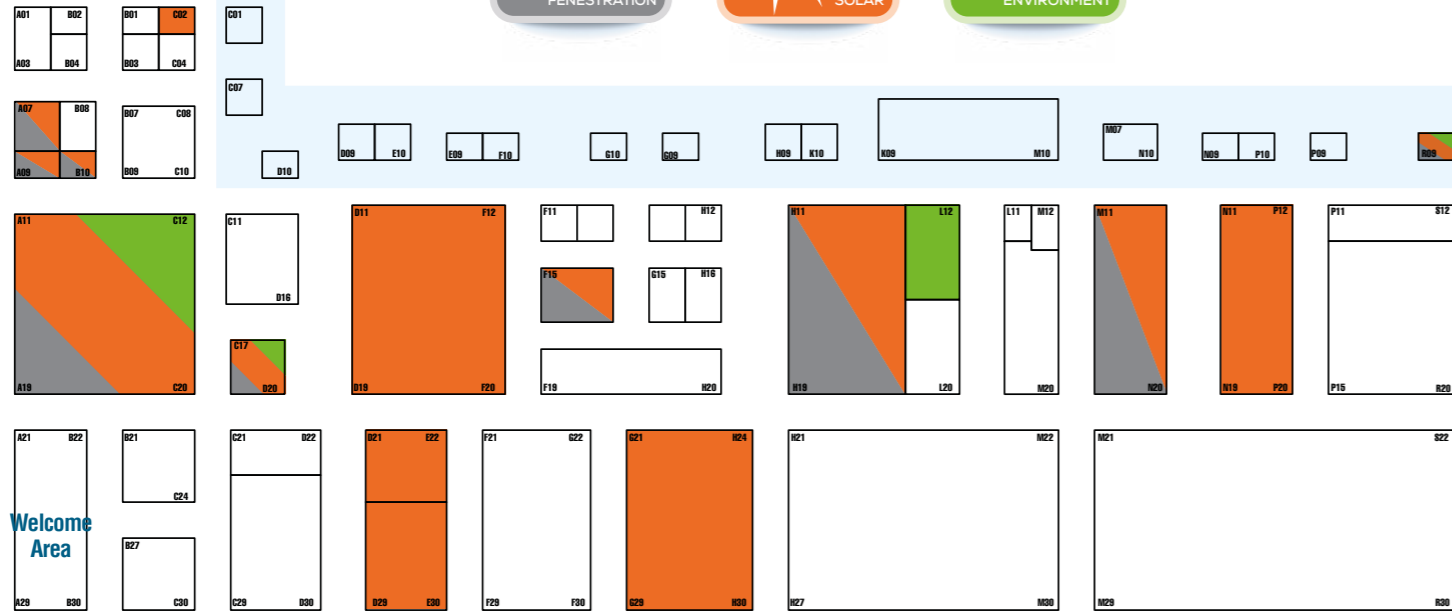 FENESTRATION SOLAR ENVIRONMENT
A01 B02 B01 C02 C01
A03 B04 B03 C04
C07
A07 B08 B07 C08
D09 E10 E09 F10 G10 G09 H09 K10 K09 M10 M07 N10 N09 P10 P09 R09
A09 B10 B09 C10 D10
A11 C12 C11 D11 F12 F11 H12 H11 L12 L11 M12 M11 N11 P12 P11 S12
F15 G15 H16
D16
C17
A19 C20 D20 D19 F20 F19 H20 H19 L20 M20 N20 N19 P20 P15 R20
A21 B22 B21 C21 D22 D21 E22 F21 G22 G21 H24 H21 M22 M21 S22
C24
Welcome
Area
B27
A29 B30 C30 C29 D30 D29 E30 F29 F30 G29 H30 H27 M30 M29 R30